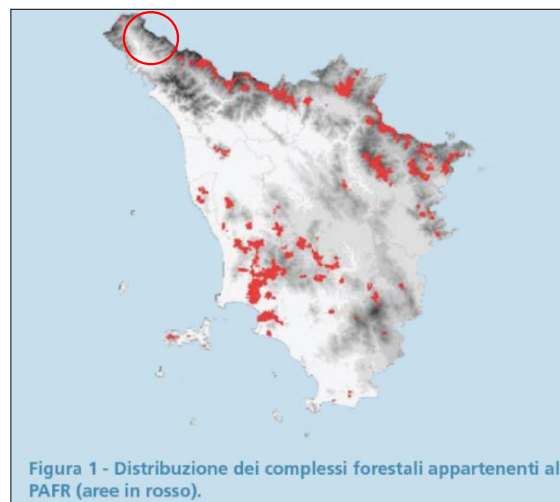 Figura 1 - Distribuzione dei complessi forestali appartenenti al
PAFR (aree in rosso).